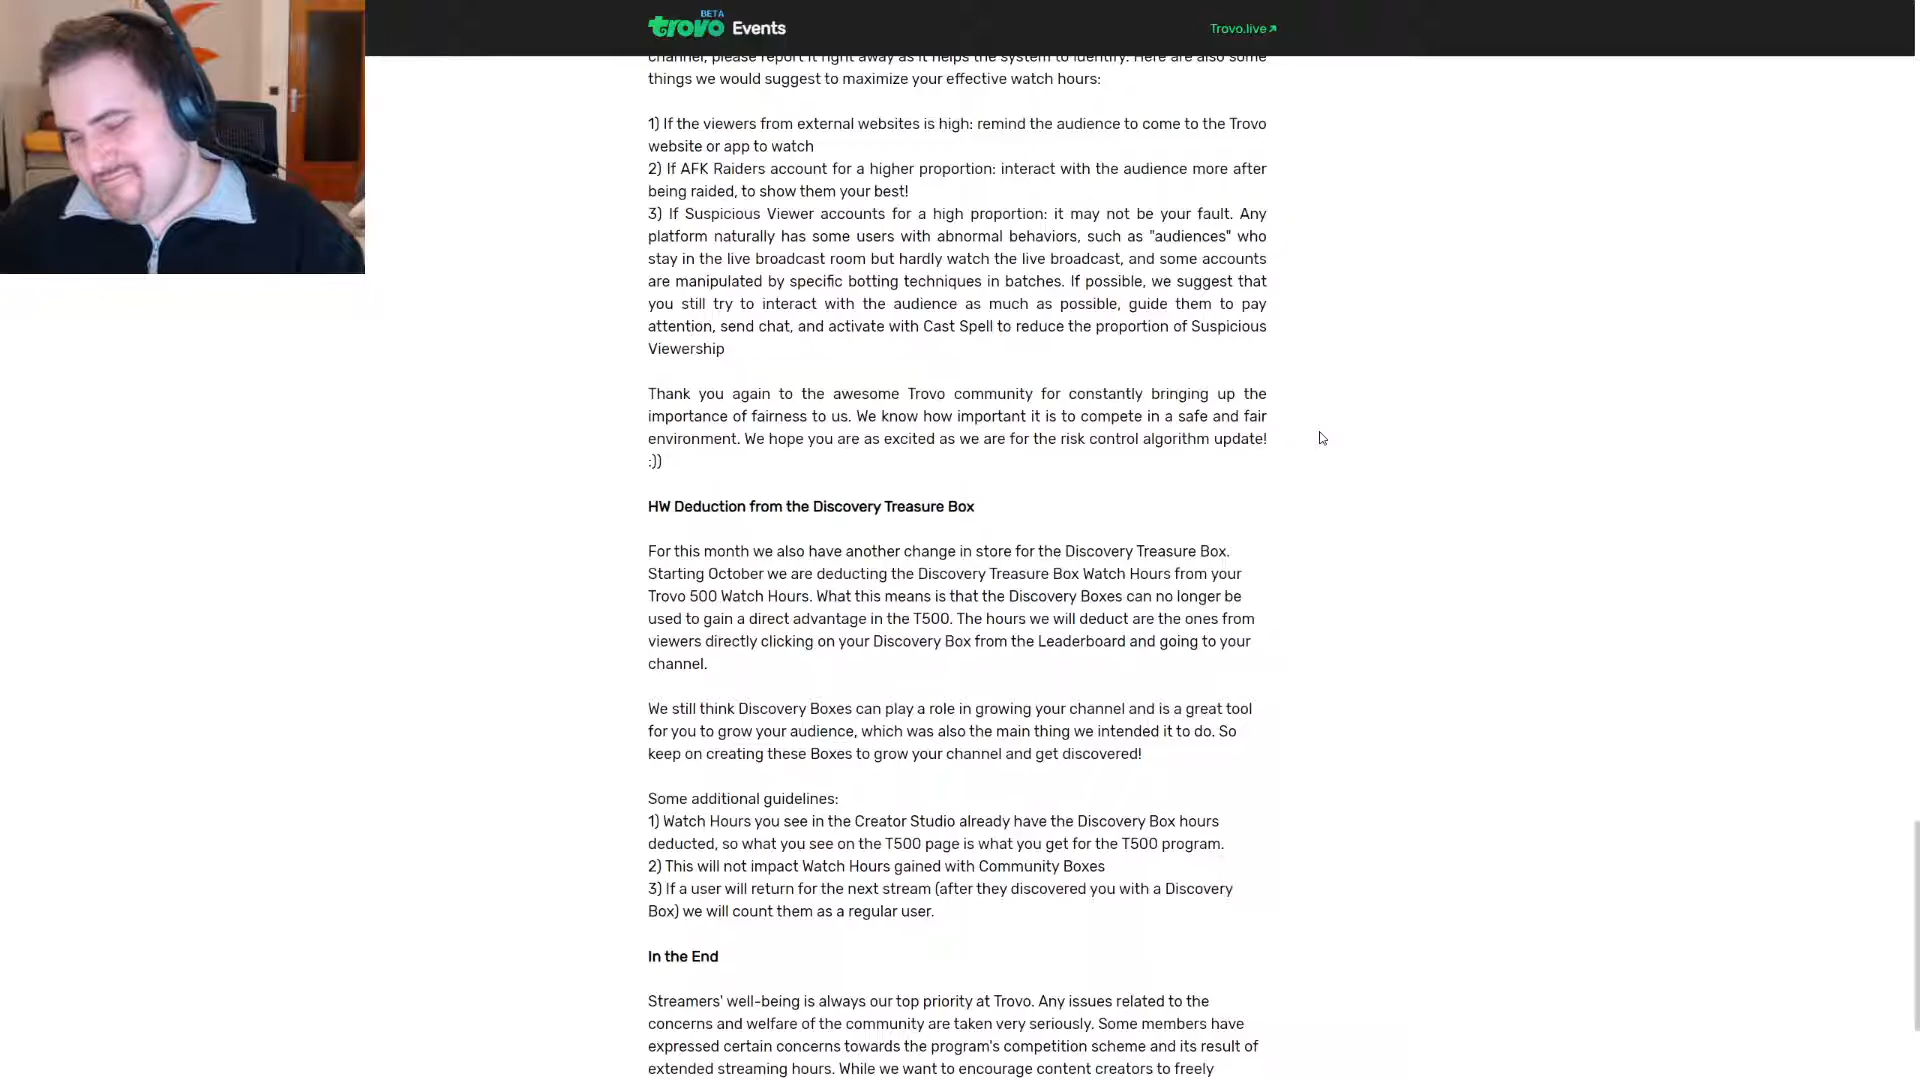 BETA
trovo Events
Trovo.live
channel, please report it right away as it helps the system to identify. Here are also some
things we would suggest to maximize your effective watch hours:
1) If the viewers from external websites is high: remind the audience to come to the Trovo
website or app to watch
2) If AFK Raiders account for a higher proportion: interact with the audience more after
being raided, to show them your best!
3) If Suspicious Viewer accounts for a high proportion: it may not be your fault. Any
platform naturally has some users with abnormal behaviors, such as "audiences" who
stay in the live broadcast room but hardly watch the live broadcast, and some accounts
are manipulated by specific botting techniques in batches. If possible, we suggest that
you still try to interact with the audience as much as possible, guide them to pay
attention, send chat, and activate with Cast Spell to reduce the proportion of Suspicious
Viewership
Thank you again to the awesome Trovo community for constantly bringing up the
importance of fairness to us. We know how important it is to compete in a safe and fair
environment. We hope you are as excited as we are for the risk control algorithm update!
:))
HW Deduction from the Discovery Treasure Box
For this month we also have another change in store for the Discovery Treasure Box.
Starting October we are deducting the Discovery Treasure Box Watch Hours from your
Trovo 500 Watch Hours. What this means is that the Discovery Boxes can no longer be
used to gain a direct advantage in the T500. The hours we will deduct are the ones from
viewers directly clicking on your Discovery Box from the Leaderboard and going to your
channel.
We still think Discovery Boxes can play a role in growing your channel and is a great tool
for you to grow your audience, which was also the main thing we intended it to do. So
keep on creating these Boxes to grow your channel and get discovered!
Some additional guidelines:
1) Watch Hours you see in the Creator Studio already have the Discovery Box hours
deducted, so what you see on the T500 page is what you get for the T500 program.
2) This will not impact Watch Hours gained with Community Boxes
3) If a user will return for the next stream (after they discovered you with a Discovery
Box) we will count them as a regular user.
In the End
Streamers' well-being is always our top priority at Trovo. Any issues related to the
concerns and welfare of the community are taken very seriously. Some members have
expressed certain concerns towards the program's competition scheme and its result of
extended streaming hours. While we want to encourage content creators to freely